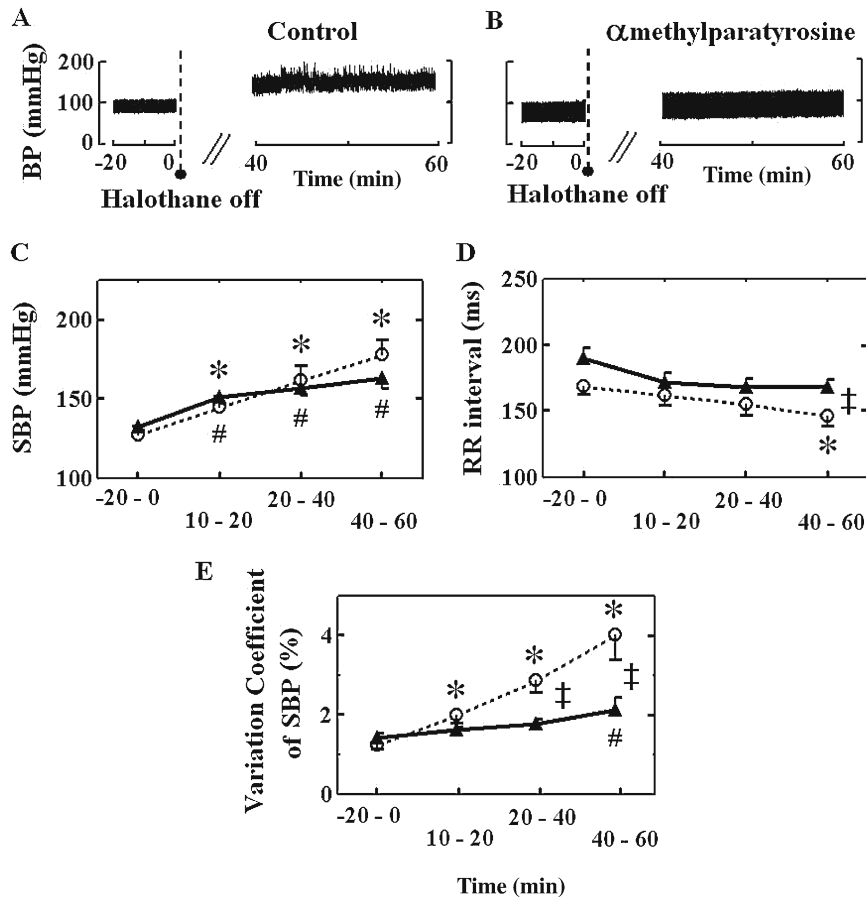 A
Control
B
αmethylparatyrosine
BP (mmHg)
200
100
0
-20
0
40
Time (min)
60
Halothane off
-20
0
40
Time (min)
60
Halothane off
C
SBP (mmHg)
200
150
100
* * *
# # #
-20 - 0
10 - 20
20 - 40
40 - 60
D
RR interval (ms)
250
200
150
100
‡
*
-20 - 0
10 - 20
20 - 40
40 - 60
E
Variation Coefficient
of SBP (%)
4
2
0
* * *
‡ ‡
#
-20 - 0
10 - 20
20 - 40
40 - 60
Time (min)